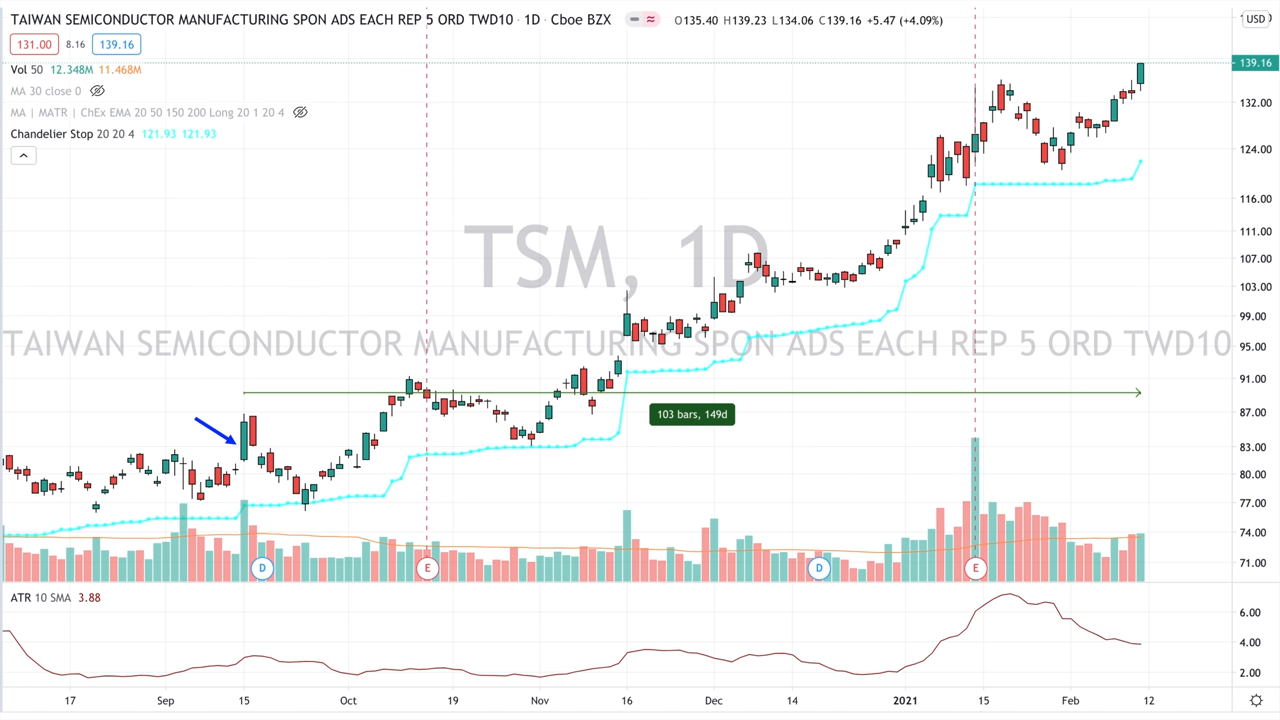 TAIWAN SEMICONDUCTOR MANUFACTURING SPON ADS EACH REP 5 ORD TWD10 · 1D · Cboe BZX O135.40 H139.23 L134.06 C139.16 +5.47 (+4.09%)
USD
131.00 8.16 139.16
Vol 50 12.348M 11.468M
139.16
MA 30 close 0
MA | MATR | ChEx EMA 20 50 150 200 Long 20 1 20 4
132.00
Chandelier Stop 20 20 4 121.93 121.93
124.00
116.00
111.00
TSM, 1D
107.00
103.00
99.00
TAIWAN SEMICONDUCTOR MANUFACTURING SPON ADS EACH REP 5 ORD TWD10
95.00
91.00
103 bars, 149d
87.00
83.00
80.00
77.00
74.00
71.00
D E D E
ATR 10 SMA 3.88
6.00
4.00
2.00
17 Sep 15 Oct 19 Nov 16 Dec 14 2021 15 Feb 12